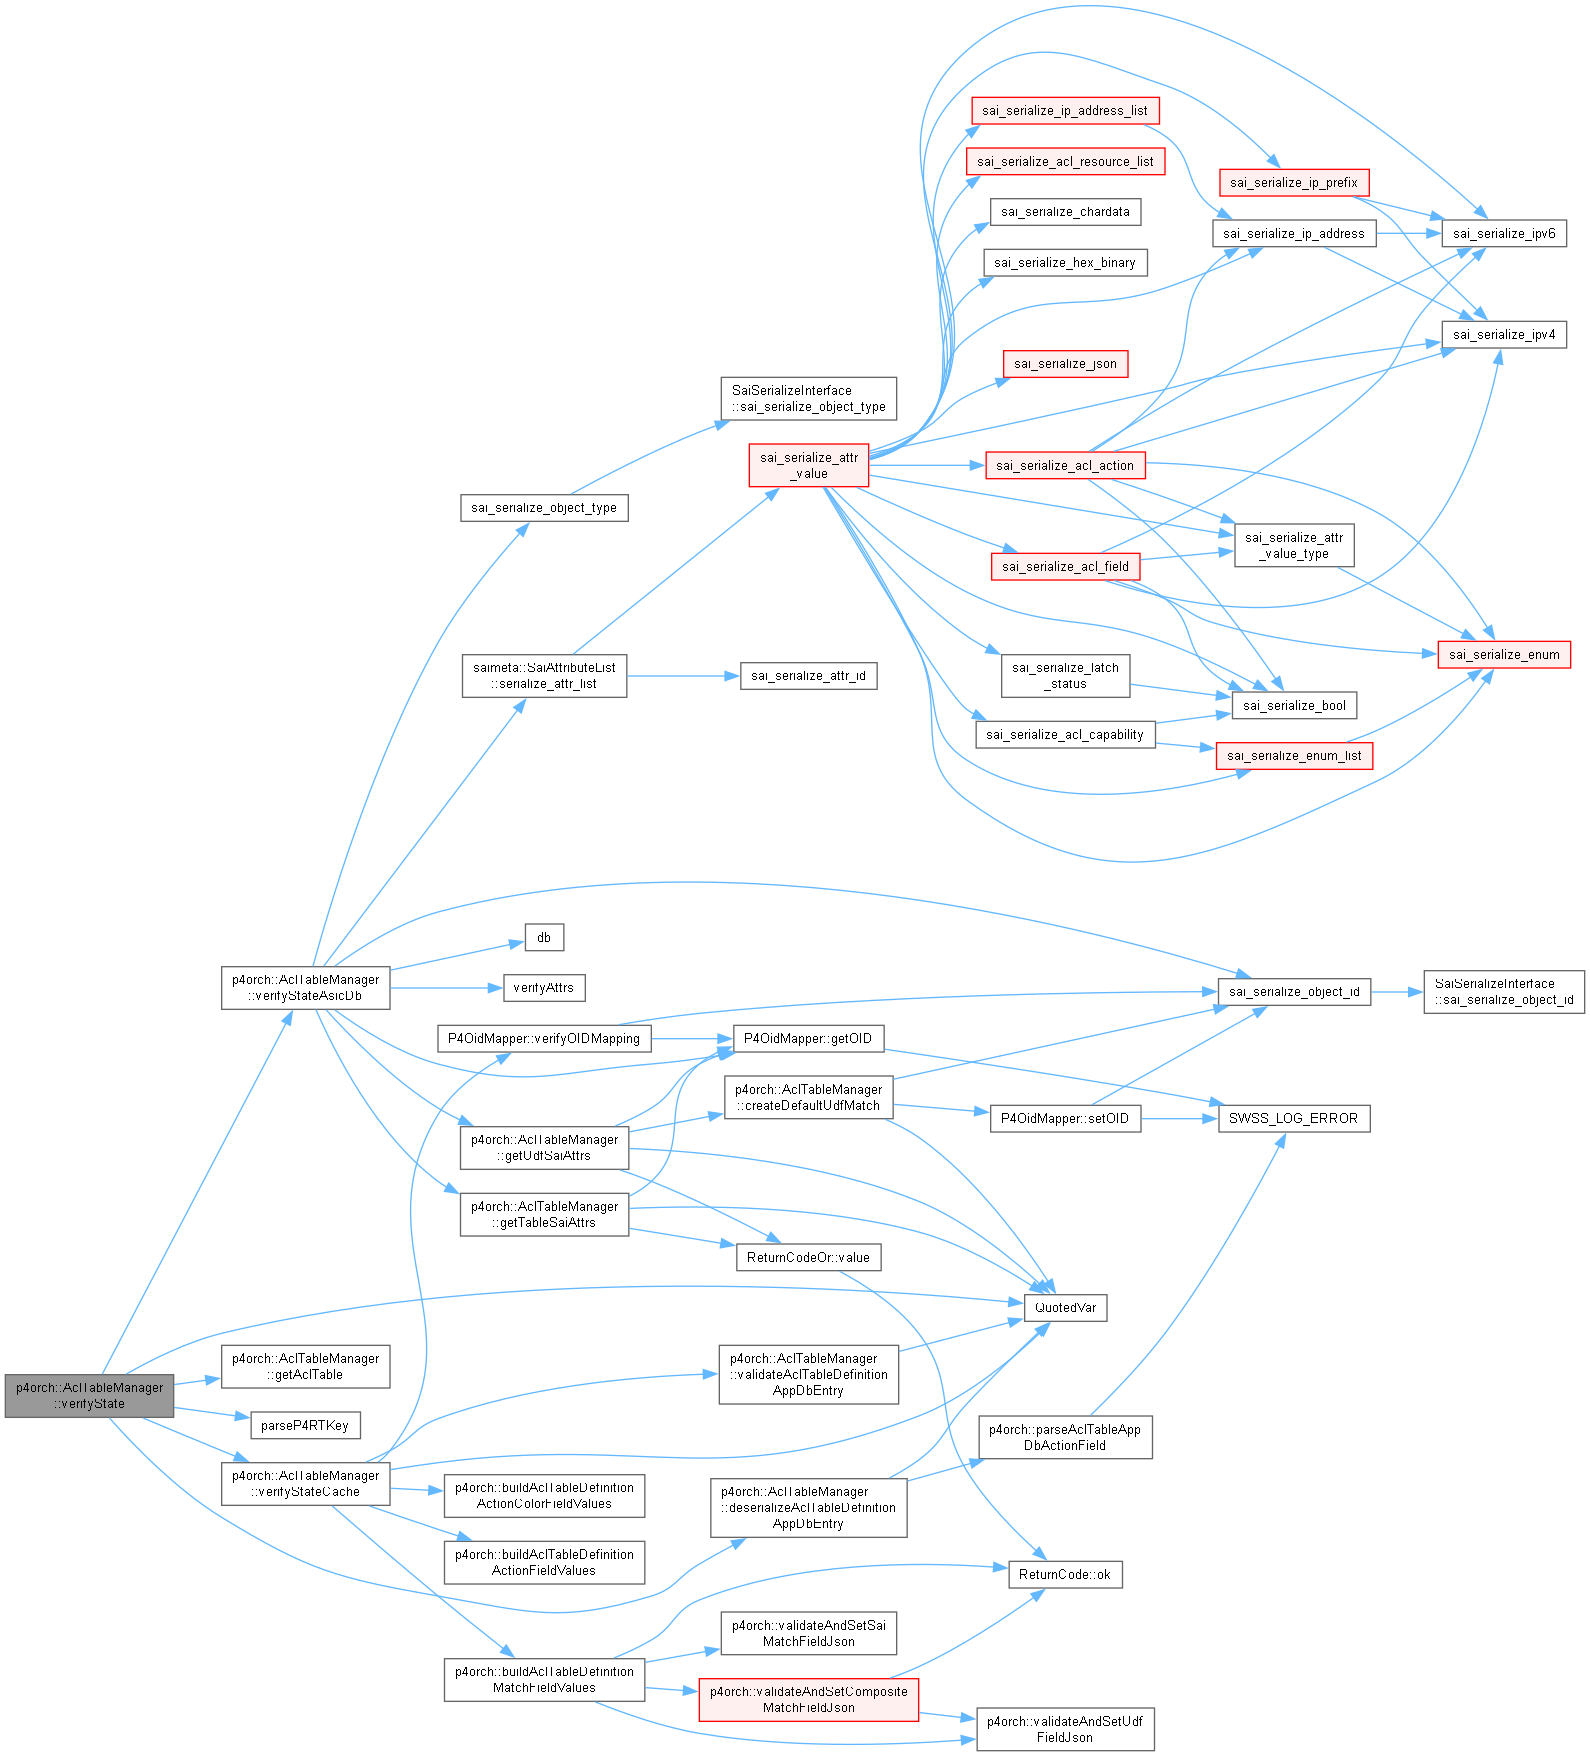 sai_serialize_ip_address_list
sai_serialize_acl_resource_list
sai_serialize_ip_prefix
sai_serialize_chardata
sai_serialize_ip_address
sai_serialize_ipv6
sai_serialize_hex_binary
sai_serialize_ipv4
sai_serialize_json
SaiSerializeInterface
::sai_serialize_object_type
sai_serialize_attr
_value
sai_serialize_acl_action
sai_serialize_object_type
sai_serialize_attr
_value_type
sai_serialize_acl_field
saimeta::SaiAttributeList
::serialize_attr_list
sai_serialize_attr_id
sai_serialize_latch
_status
sai_serialize_enum
sai_serialize_bool
sai_serialize_acl_capability
sai_serialize_enum_list
db
p4orch::AclTableManager
::verifyStateAsicDb
verifyAttrs
sai_serialize_object_id
SaiSerializeInterface
::sai_serialize_object_id
P4OidMapper::verifyOIDMapping
P4OidMapper::getOID
p4orch::AclTableManager
::createDefaultUdfMatch
P4OidMapper::setOID
SWSS_LOG_ERROR
p4orch::AclTableManager
::getUdfSaiAttrs
p4orch::AclTableManager
::getTableSaiAttrs
ReturnCodeOr::value
QuotedVar
p4orch::AclTableManager
::getAclTable
p4orch::AclTableManager
::validateAclTableDefinition
AppDbEntry
p4orch::AclTableManager
::verifyState
parseP4RTKey
p4orch::parseAclTableApp
DbActionField
p4orch::AclTableManager
::verifyStateCache
p4orch::buildAclTableDefinition
ActionColorFieldValues
p4orch::AclTableManager
::deserializeAclTableDefinition
AppDbEntry
p4orch::buildAclTableDefinition
ActionFieldValues
ReturnCode::ok
p4orch::validateAndSetSai
MatchFieldJson
p4orch::buildAclTableDefinition
MatchFieldValues
p4orch::validateAndSetComposite
MatchFieldJson
p4orch::validateAndSetUdf
FieldJson